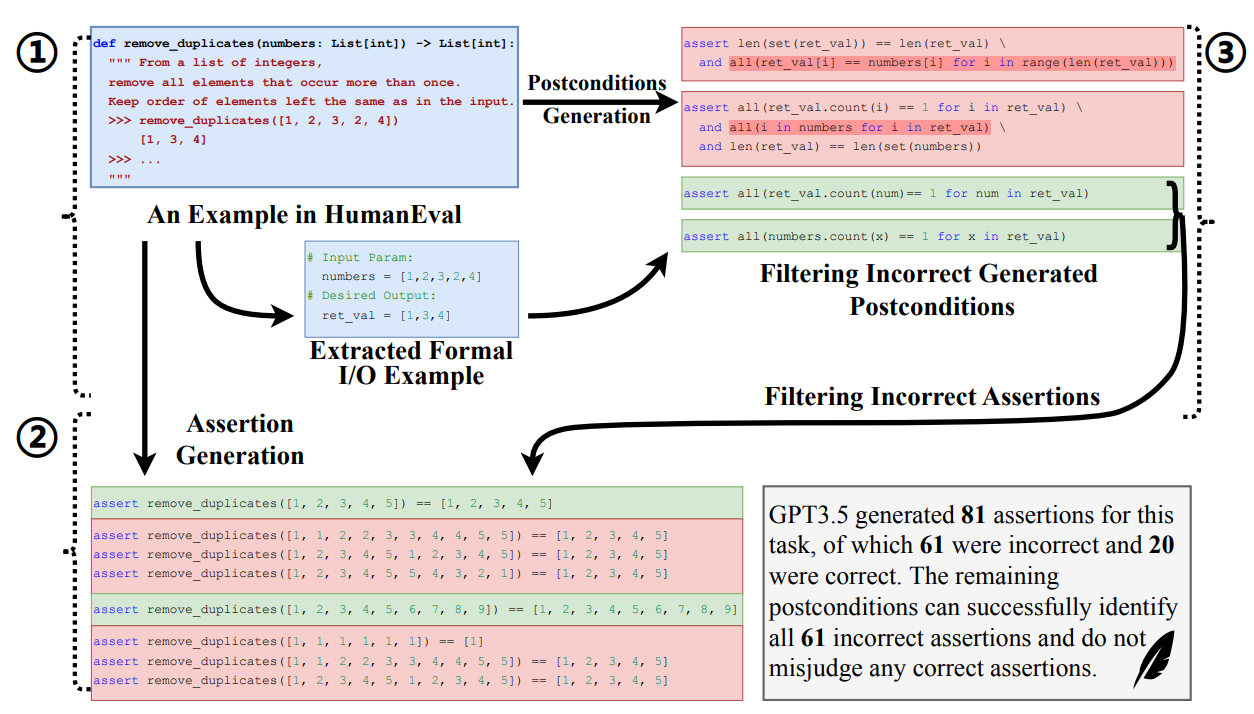 ①
def remove_duplicates(numbers: List[int]) -> List[int]:
""" From a list of integers,
remove all elements that occur more than once.
Keep order of elements left the same as in the input.
>>> remove_duplicates([1, 2, 3, 2, 4])
[1, 3, 4]
>>> ...
"""
An Example in HumanEval
Postconditions
Generation
③
assert len(set(ret_val)) == len(ret_val) \
and all(ret_val[i] == numbers[i] for i in range(len(ret_val)))
assert all(ret_val.count(i) == 1 for i in ret_val) \
and all(i in numbers for i in ret_val) \
and len(ret_val) == len(set(numbers))
assert all(ret_val.count(num)== 1 for num in ret_val)
assert all(numbers.count(x) == 1 for x in ret_val)
Filtering Incorrect Generated
Postconditions
# Input Param:
numbers = [1,2,3,2,4]
# Desired Output:
ret_val = [1,3,4]
Extracted Formal
I/O Example
Filtering Incorrect Assertions
②
Assertion
Generation
assert remove_duplicates([1, 2, 3, 4, 5]) == [1, 2, 3, 4, 5]
assert remove_duplicates([1, 1, 2, 2, 3, 3, 4, 4, 5, 5]) == [1, 2, 3, 4, 5]
assert remove_duplicates([1, 2, 3, 4, 5, 1, 2, 3, 4, 5]) == [1, 2, 3, 4, 5]
assert remove_duplicates([1, 2, 3, 4, 5, 5, 4, 3, 2, 1]) == [1, 2, 3, 4, 5]
assert remove_duplicates([1, 2, 3, 4, 5, 6, 7, 8, 9]) == [1, 2, 3, 4, 5, 6, 7, 8, 9]
assert remove_duplicates([1, 1, 1, 1, 1, 1]) == [1]
assert remove_duplicates([1, 1, 2, 2, 3, 3, 4, 4, 5, 5]) == [1, 2, 3, 4, 5]
assert remove_duplicates([1, 2, 3, 4, 5, 1, 2, 3, 4, 5]) == [1, 2, 3, 4, 5]
GPT3.5 generated 81 assertions for this
task, of which 61 were incorrect and 20
were correct. The remaining
postconditions can successfully identify
all 61 incorrect assertions and do not
misjudge any correct assertions.